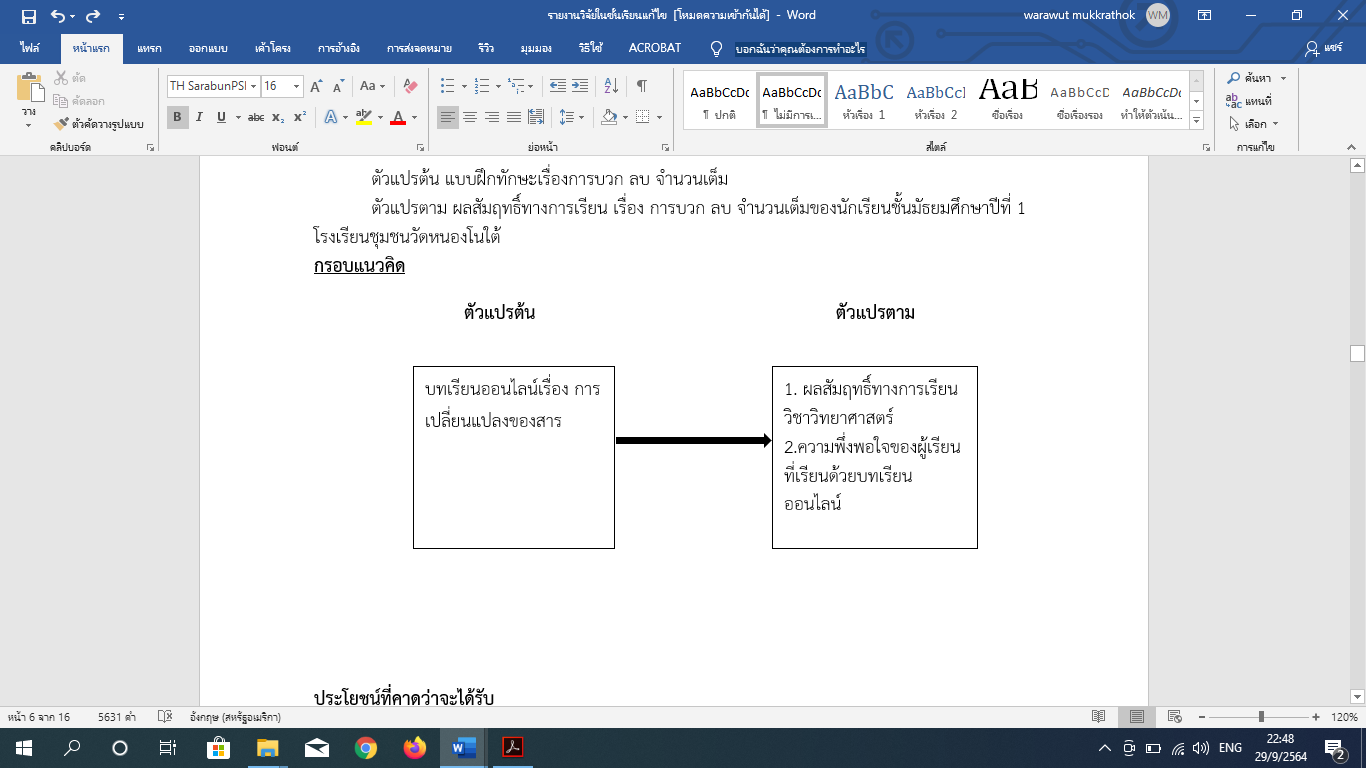 รายงานวิจัยในชั้นเรียนแก้ไข [โหมดความเข้ากันได้] - Word
warawut mukkrathok
WM
ไฟล์ หน้าแรก แทรก ออกแบบ เค้าโครง การอ้างอิง การส่งจดหมาย รีวิว มุมมอง วิธีใช้ ACROBAT บอกฉันว่าคุณต้องการทำอะไร แชร์
วาง
ตัด
คัดลอก
ตัวคัดวางรูปแบบ
คลิปบอร์ด
TH SarabunPSK 16
ฟอนต์
ย่อหน้า
AaBbCcDc AaBbCcDc AaBbC AaBbCcI AaB AaBbCcD AaBbCcDc
¶ ปกติ ¶ ไม่มีการเ... หัวเรื่อง 1 หัวเรื่อง 2 ชื่อเรื่อง ชื่อเรื่องรอง ทำให้ตัวเน้น...
สไตล์
ค้นหา
แทนที่
เลือก
การแก้ไข
ตัวแปรต้น แบบฝึกทักษะเรื่องการบวก ลบ จำนวนเต็ม
ตัวแปรตาม ผลสัมฤทธิ์ทางการเรียน เรื่อง การบวก ลบ จำนวนเต็มของนักเรียนชั้นมัธยมศึกษาปีที่ 1
โรงเรียนชุมชนวัดหนองโนใต้
กรอบแนวคิด
ตัวแปรต้น
ตัวแปรตาม
บทเรียนออนไลน์เรื่อง การ
เปลี่ยนแปลงของสาร
1. ผลสัมฤทธิ์ทางการเรียน
วิชาวิทยาศาสตร์
2.ความพึ่งพอใจของผู้เรียน
ที่เรียนด้วยบทเรียน
ออนไลน์
ประโยชน์ที่คาดว่าจะได้รับ
หน้า 6 จาก 16 5631 คำ อังกฤษ (สหรัฐอเมริกา) 120%
ENG
22:48
29/9/2564
2